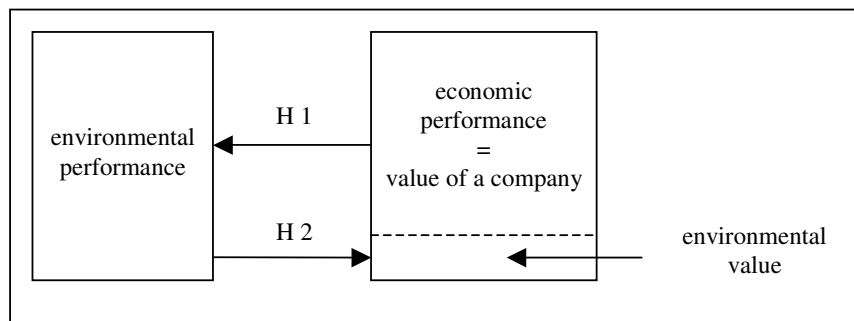 environmental
performance
H 1
H 2
economic
performance
=
value of a company
environmental
value